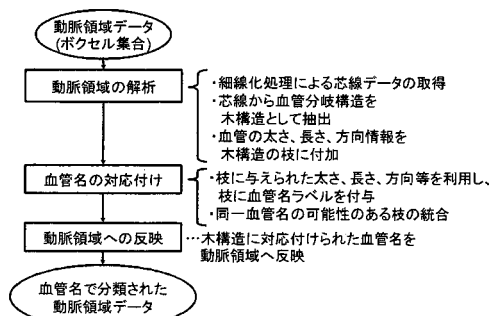 動脈領域データ
(ボクセル集合)
動脈領域の解析
・細線化処理による芯線データの取得
・芯線から血管分岐構造を
木構造として抽出
・血管の太さ、長さ、方向情報を
木構造の枝に付加
血管名の対応付け
・枝に与えられた太さ、長さ、方向等を利用し、
枝に血管名ラベルを付与
・同一血管名の可能性のある枝の統合
動脈領域への反映
…木構造に対応付けられた血管名を
動脈領域へ反映
血管名で分類された
動脈領域データ